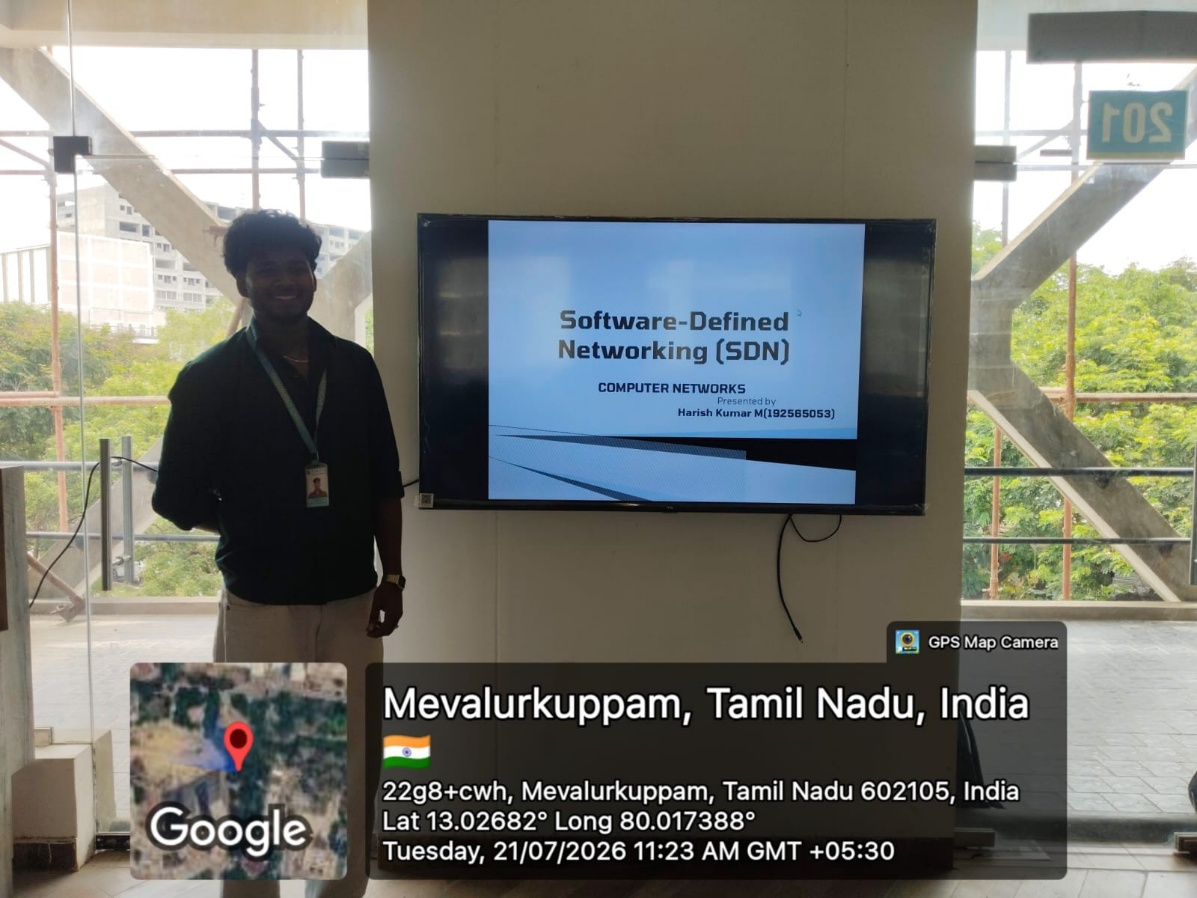 201
Software-Defined
Networking (SDN)
COMPUTER NETWORKS
Presented by
Harish Kumar M(192565053)
GPS Map Camera
Mevalurkuppam, Tamil Nadu, India
🇮🇳
22g8+cwh, Mevalurkuppam, Tamil Nadu 602105, India
Lat 13.02682° Long 80.017388°
Tuesday, 21/07/2026 11:23 AM GMT +05:30
Google